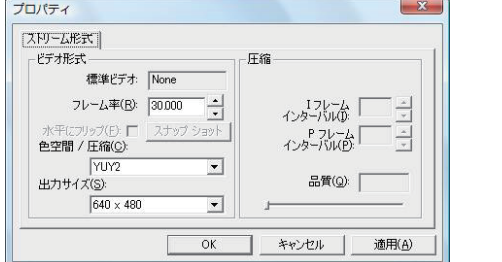 プロパティ
ストリーム形式
ビデオ形式
標準ビデオ: None
フレーム率(R): 30.000
水平にフリップ(F): スナップ ショット
色空間 / 圧縮(C):
YUY2
出力サイズ(S):
640 x 480
圧縮
I フレーム
インターバル(I):
P フレーム
インターバル(P):
品質(Q):
OK キャンセル 適用(A)